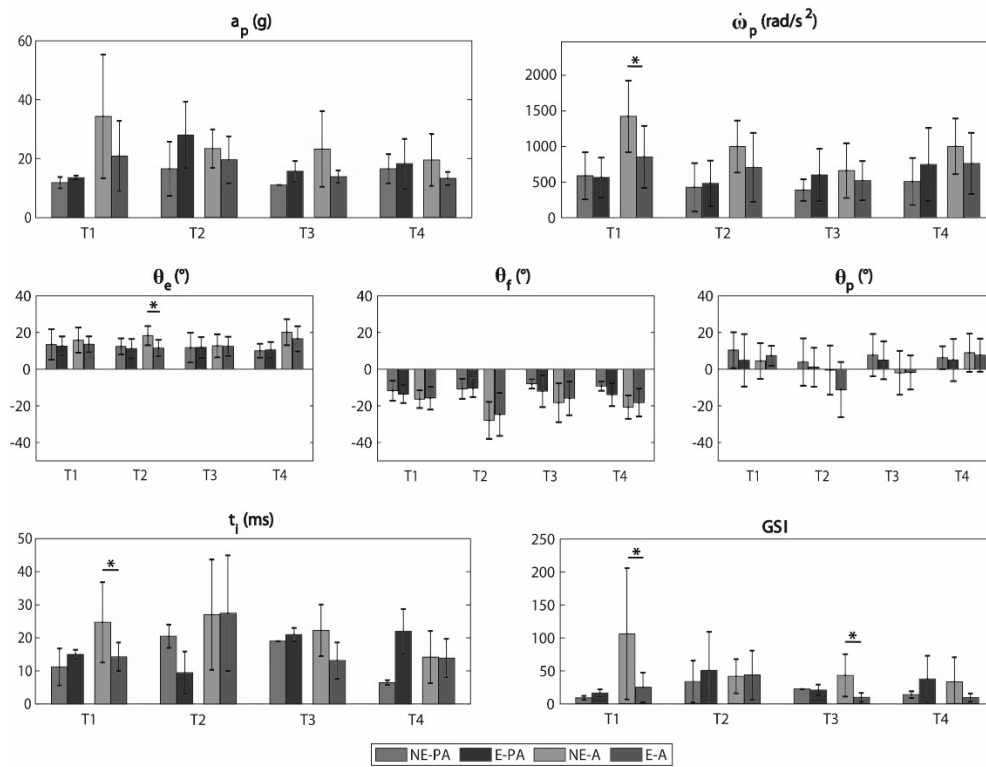 a_p (g)
60
40
20
0
T1 T2 T3 T4
ω̇_p (rad/s²)
2000
1500
1000
500
0
*
T1 T2 T3 T4
θ_e (°)
40
20
0
-20
-40
*
T1 T2 T3 T4
θ_f (°)
40
20
0
-20
-40
T1 T2 T3 T4
θ_p (°)
40
20
0
-20
-40
T1 T2 T3 T4
t_i (ms)
50
40
30
20
10
0
*
T1 T2 T3 T4
GSI
250
200
150
100
50
0
*
*
T1 T2 T3 T4
NE-PA E-PA NE-A E-A